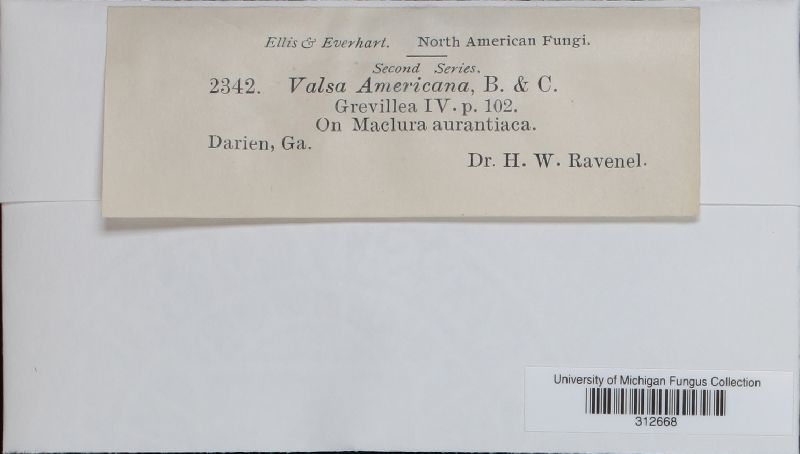 Ellis & Everhart. North American Fungi.
Second Series.
2342. Valsa Americana, B. & C.
Grevillea IV. p. 102.
On Maclura aurantiaca.
Darien, Ga.
Dr. H. W. Ravenel.
University of Michigan Fungus Collection
312668